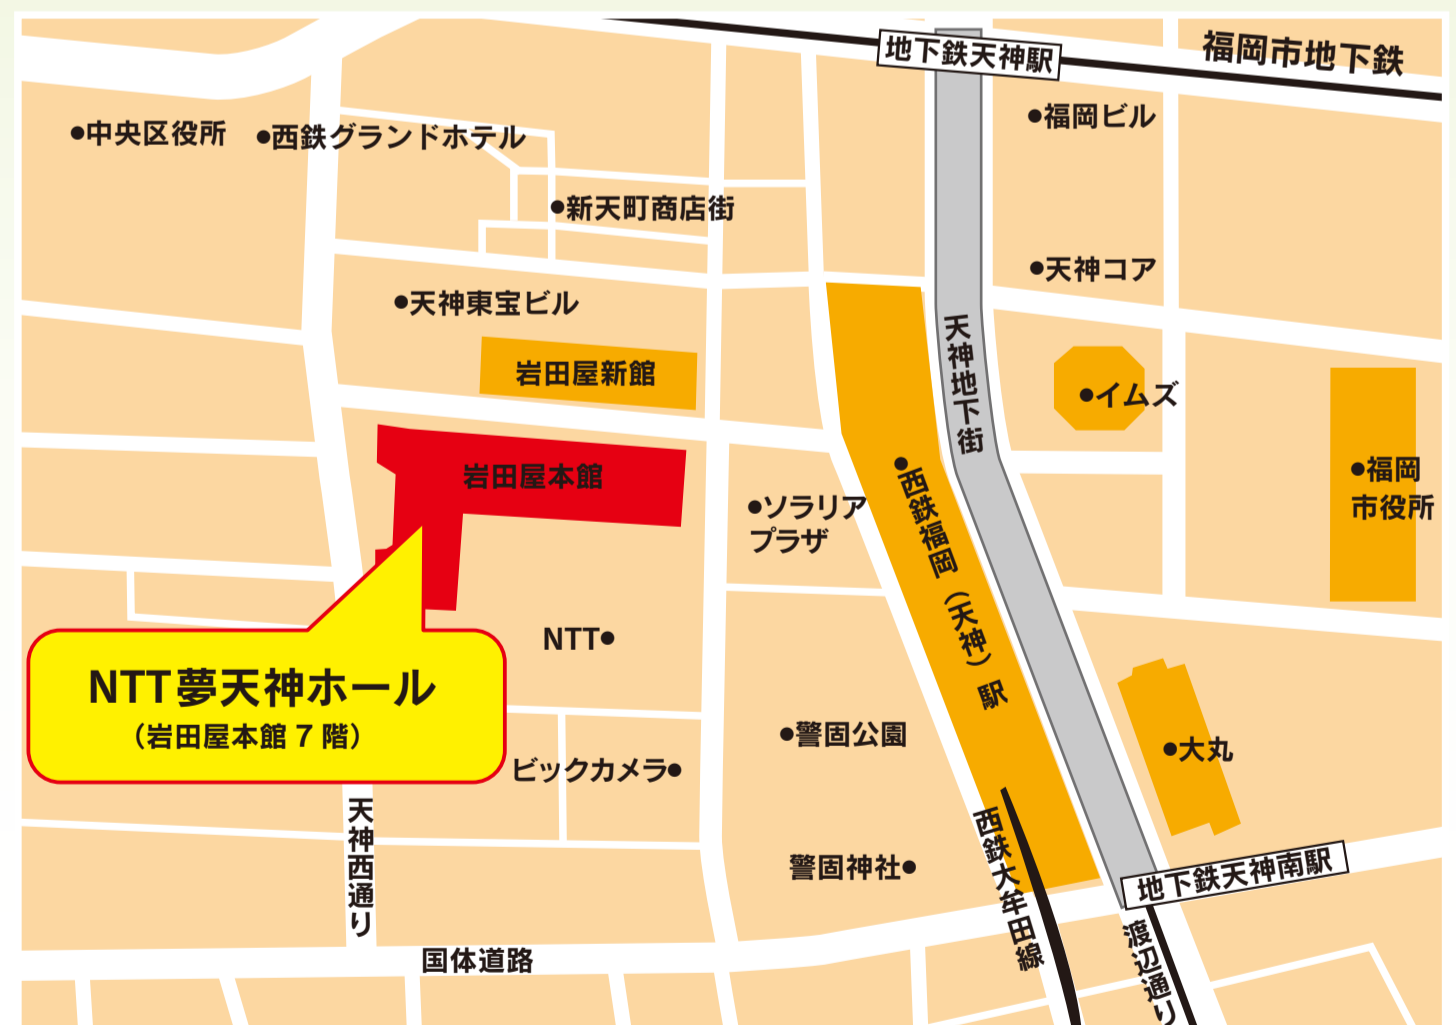 地下鉄天神駅
福岡市地下鉄
中央区役所
西鉄グランドホテル
福岡ビル
新天町商店街
天神コア
天神東宝ビル
天神地下街
岩田屋新館
イムズ
岩田屋本館
ソラリア
プラザ
西鉄福岡（天神）駅
福岡
市役所
NTT
NTT夢天神ホール
（岩田屋本館 7 階）
警固公園
大丸
ビックカメラ
天神西通り
警固神社
西鉄大牟田線
地下鉄天神南駅
国体道路
渡辺通り